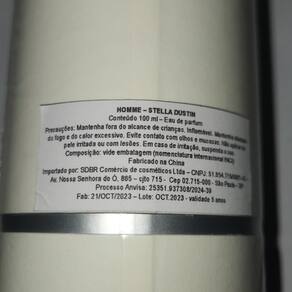 HOMME – STELLA DUSTIN
Conteúdo 100 ml – Eau de parfum
Precauções: Mantenha fora do alcance de crianças. Inflamável. Mantenha
do fogo e do calor excessivo. Evite contato com olhos e mucosas. Não aplicar
pele irritada ou com lesões. Em caso de irritação, suspenda o uso
Composição: vide embalagem (nomenclatura internacional INCI)
Fabricado na China
Importado por: SDBR Comércio de cosméticos Ltda – CNPJ:
Av. Nossa Senhora do Ó, 865 – cjto 715 - Cep 02.715-000 - São Paulo – SP
Processo Anvisa: 25351.937308/2024-39
Fab: 21/OCT/2023 – Lote: OCT.2023 - validade 5 anos